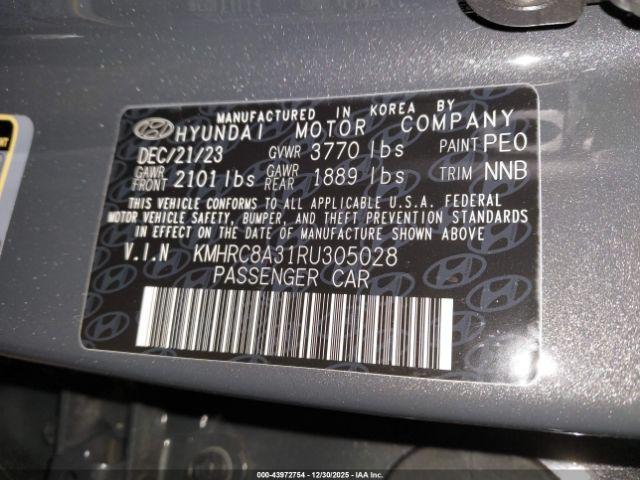 MANUFACTURED IN KOREA BY
HYUNDAI MOTOR COMPANY
DEC/21/23 GVWR 3770 lbs PAINT PE0
GAWR FRONT 2101 lbs GAWR REAR 1889 lbs TRIM NNB
THIS VEHICLE CONFORMS TO ALL APPLICABLE U.S.A. FEDERAL
MOTOR VEHICLE SAFETY, BUMPER, AND THEFT PREVENTION STANDARDS
IN EFFECT ON THE DATE OF MANUFACTURE SHOWN ABOVE
V.I.N KMHRC8A31RU305028
PASSENGER CAR
000-43972754 | 12/30/2025 | IAA Inc.